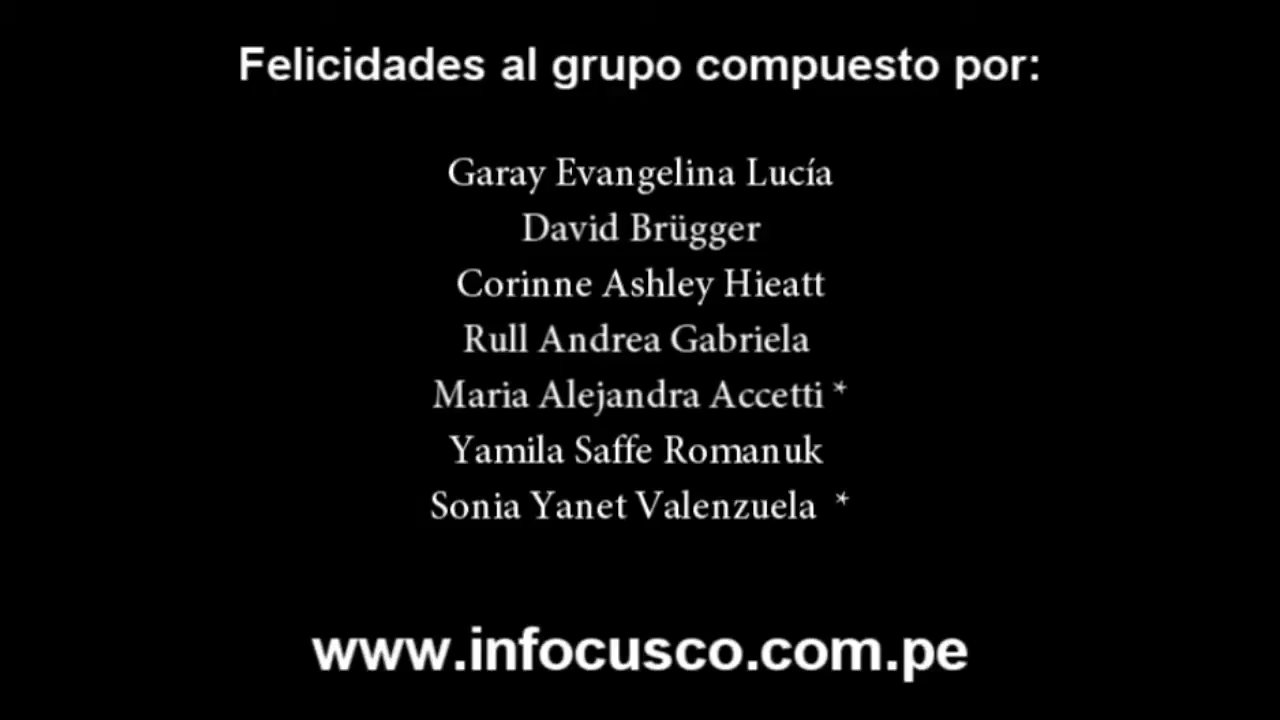 Felicidades al grupo compuesto por:
Garay Evangelina Lucía
David Brügger
Corinne Ashley Hieatt
Rull Andrea Gabriela
Maria Alejandra Accetti *
Yamila Saffe Romanuk
Sonia Yanet Valenzuela *
www.infocusco.com.pe